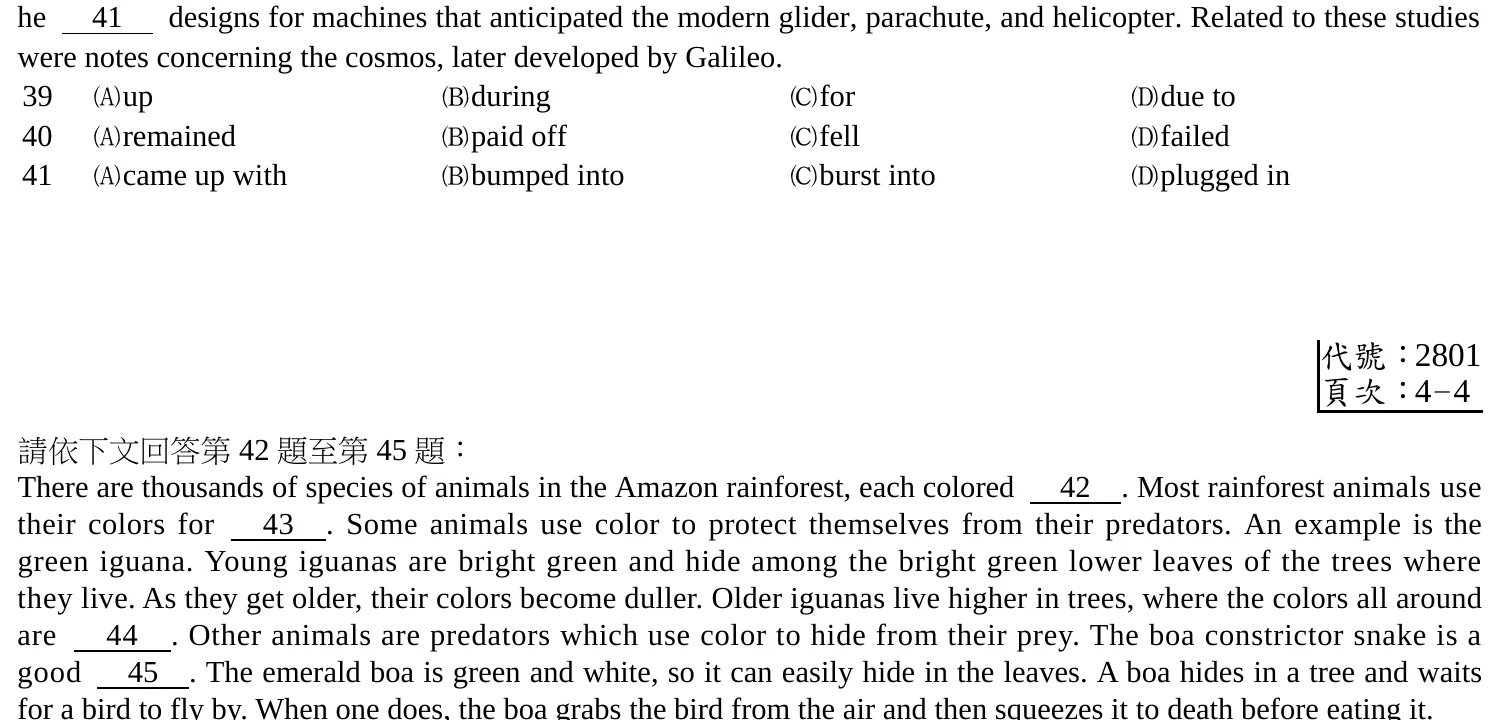 he 41 designs for machines that anticipated the modern glider, parachute, and helicopter. Related to these studies
were notes concerning the cosmos, later developed by Galileo.
39 (A)up (B)during (C)for (D)due to
40 (A)remained (B)paid off (C)fell (D)failed
41 (A)came up with (B)bumped into (C)burst into (D)plugged in
代號：2801
頁次：4－4
請依下文回答第 42 題至第 45 題：
There are thousands of species of animals in the Amazon rainforest, each colored 42 . Most rainforest animals use
their colors for 43 . Some animals use color to protect themselves from their predators. An example is the
green iguana. Young iguanas are bright green and hide among the bright green lower leaves of the trees where
they live. As they get older, their colors become duller. Older iguanas live higher in trees, where the colors all around
are 44 . Other animals are predators which use color to hide from their prey. The boa constrictor snake is a
good 45 . The emerald boa is green and white, so it can easily hide in the leaves. A boa hides in a tree and waits
for a bird to fly by. When one does, the boa grabs the bird from the air and then squeezes it to death before eating it.